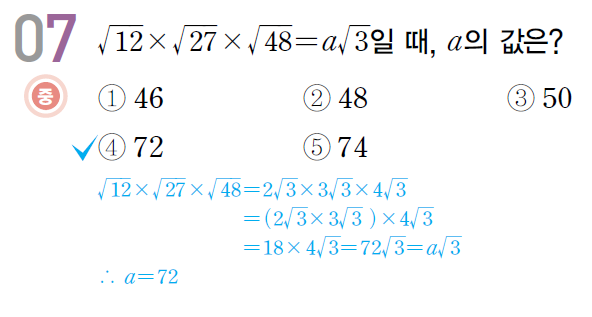 07 √12×√27×√48=a√3일 때, a의 값은?
중 ① 46 ② 48 ③ 50
④ 72 ⑤ 74
√12×√27×√48=2√3×3√3×4√3
=(2√3×3√3 )×4√3
=18×4√3=72√3=a√3
∴ a=72